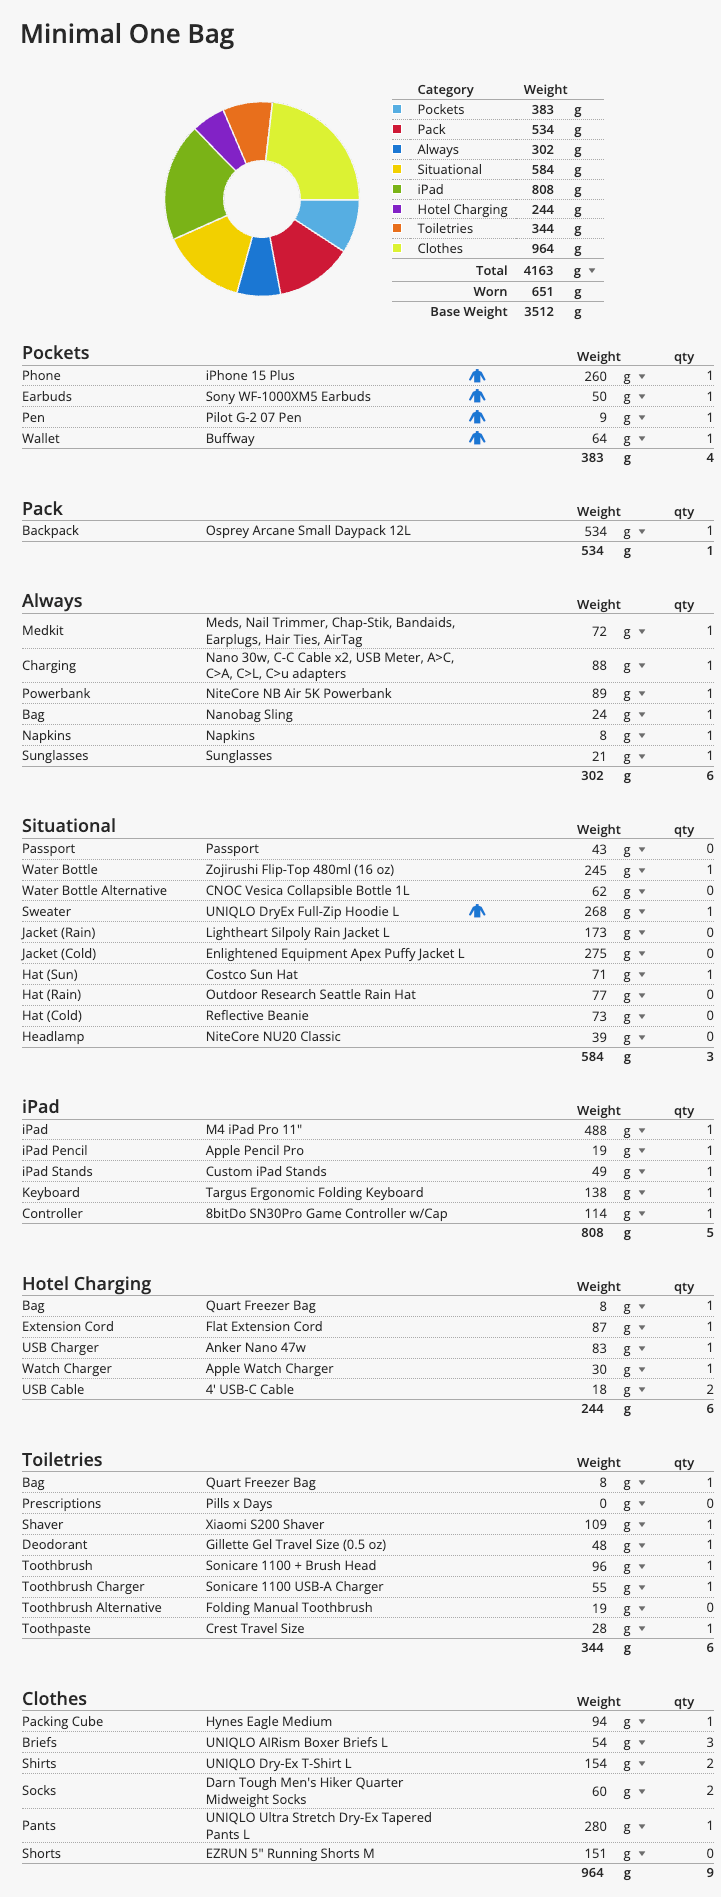 Minimal One Bag
Category Weight
Pockets 383 g
Pack 534 g
Always 302 g
Situational 584 g
iPad 808 g
Hotel Charging 244 g
Toiletries 344 g
Clothes 964 g
Total 4163 g
Worn 651 g
Base Weight 3512 g
Pockets Weight qty
Phone iPhone 15 Plus 260 g 1
Earbuds Sony WF-1000XM5 Earbuds 50 g 1
Pen Pilot G-2 07 Pen 9 g 1
Wallet Buffway 64 g 1
383 g 4
Pack Weight qty
Backpack Osprey Arcane Small Daypack 12L 534 g 1
534 g 1
Always Weight qty
Medkit Meds, Nail Trimmer, Chap-Stik, Bandaids, 72 g 1
Earplugs, Hair Ties, AirTag
Charging Nano 30w, C-C Cable x2, USB Meter, A>C, 88 g 1
C>A, C>L, C>u adapters
Powerbank NiteCore NB Air 5K Powerbank 89 g 1
Bag Nanobag Sling 24 g 1
Napkins Napkins 8 g 1
Sunglasses Sunglasses 21 g 1
302 g 6
Situational Weight qty
Passport Passport 43 g 0
Water Bottle Zojirushi Flip-Top 480ml (16 oz) 245 g 1
Water Bottle Alternative CNOC Vesica Collapsible Bottle 1L 62 g 0
Sweater UNIQLO DryEx Full-Zip Hoodie L 268 g 1
Jacket (Rain) Lightheart Silpoly Rain Jacket L 173 g 0
Jacket (Cold) Enlightened Equipment Apex Puffy Jacket L 275 g 0
Hat (Sun) Costco Sun Hat 71 g 1
Hat (Rain) Outdoor Research Seattle Rain Hat 77 g 0
Hat (Cold) Reflective Beanie 73 g 0
Headlamp NiteCore NU20 Classic 39 g 0
584 g 3
iPad Weight qty
iPad M4 iPad Pro 11" 488 g 1
iPad Pencil Apple Pencil Pro 19 g 1
iPad Stands Custom iPad Stands 49 g 1
Keyboard Targus Ergonomic Folding Keyboard 138 g 1
Controller 8bitDo SN30Pro Game Controller w/Cap 114 g 1
808 g 5
Hotel Charging Weight qty
Bag Quart Freezer Bag 8 g 1
Extension Cord Flat Extension Cord 87 g 1
USB Charger Anker Nano 47w 83 g 1
Watch Charger Apple Watch Charger 30 g 1
USB Cable 4' USB-C Cable 18 g 2
244 g 6
Toiletries Weight qty
Bag Quart Freezer Bag 8 g 1
Prescriptions Pills x Days 0 g 0
Shaver Xiaomi S200 Shaver 109 g 1
Deodorant Gillette Gel Travel Size (0.5 oz) 48 g 1
Toothbrush Sonicare 1100 + Brush Head 96 g 1
Toothbrush Charger Sonicare 1100 USB-A Charger 55 g 1
Toothbrush Alternative Folding Manual Toothbrush 19 g 0
Toothpaste Crest Travel Size 28 g 1
344 g 6
Clothes Weight qty
Packing Cube Hynes Eagle Medium 94 g 1
Briefs UNIQLO AIRism Boxer Briefs L 54 g 3
Shirts UNIQLO Dry-Ex T-Shirt L 154 g 2
Socks Darn Tough Men's Hiker Quarter 60 g 2
Midweight Socks
Pants UNIQLO Ultra Stretch Dry-Ex Tapered 280 g 1
Pants L
Shorts EZRUN 5" Running Shorts M 151 g 0
964 g 9